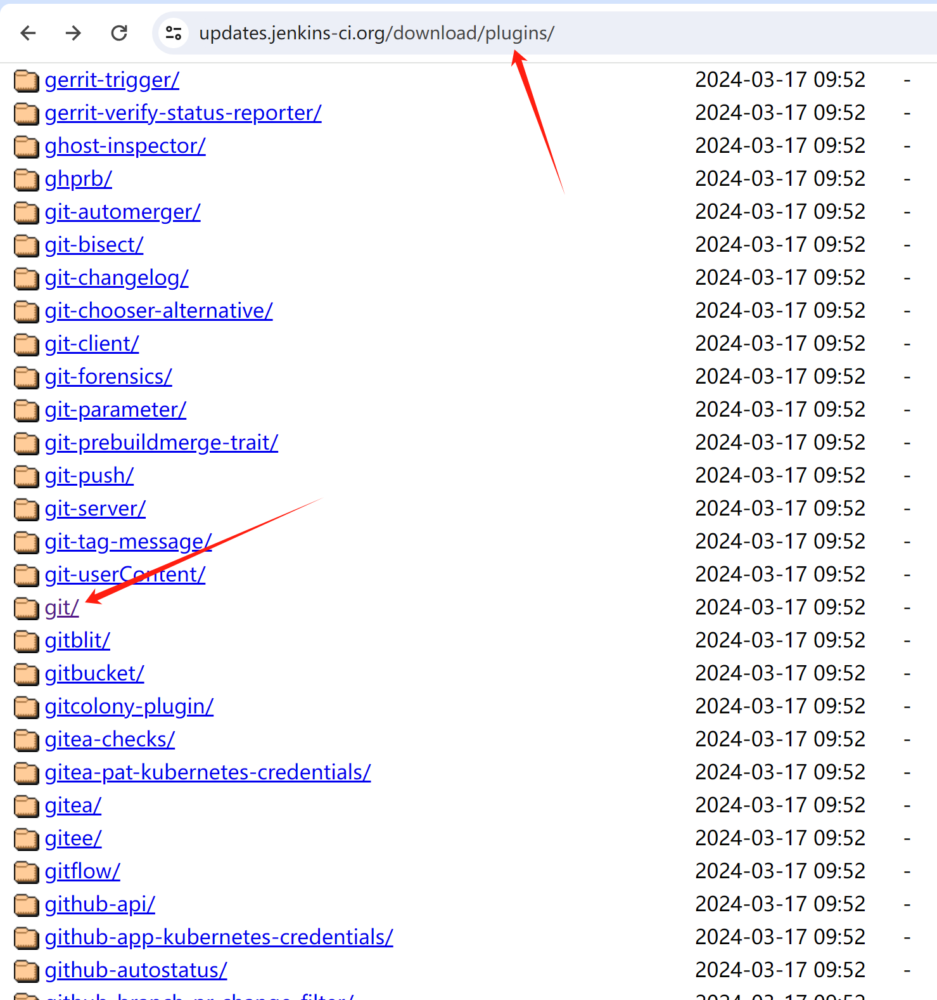 updates.jenkins-ci.org/download/plugins/
gerrit-trigger/ 2024-03-17 09:52 -
gerrit-verify-status-reporter/ 2024-03-17 09:52 -
ghost-inspector/ 2024-03-17 09:52 -
ghprb/ 2024-03-17 09:52 -
git-automerger/ 2024-03-17 09:52 -
git-bisect/ 2024-03-17 09:52 -
git-changelog/ 2024-03-17 09:52 -
git-chooser-alternative/ 2024-03-17 09:52 -
git-client/ 2024-03-17 09:52 -
git-forensics/ 2024-03-17 09:52 -
git-parameter/ 2024-03-17 09:52 -
git-prebuildmerge-trait/ 2024-03-17 09:52 -
git-push/ 2024-03-17 09:52 -
git-server/ 2024-03-17 09:52 -
git-tag-message/ 2024-03-17 09:52 -
git-userContent/ 2024-03-17 09:52 -
git/ 2024-03-17 09:52 -
gitblit/ 2024-03-17 09:52 -
gitbucket/ 2024-03-17 09:52 -
gitcolony-plugin/ 2024-03-17 09:52 -
gitea-checks/ 2024-03-17 09:52 -
gitea-pat-kubernetes-credentials/ 2024-03-17 09:52 -
gitea/ 2024-03-17 09:52 -
gitee/ 2024-03-17 09:52 -
gitflow/ 2024-03-17 09:52 -
github-api/ 2024-03-17 09:52 -
github-app-kubernetes-credentials/ 2024-03-17 09:52 -
github-autostatus/ 2024-03-17 09:52 -
github-branch-pr-change-filter/ 2024-03-17 09:52 -